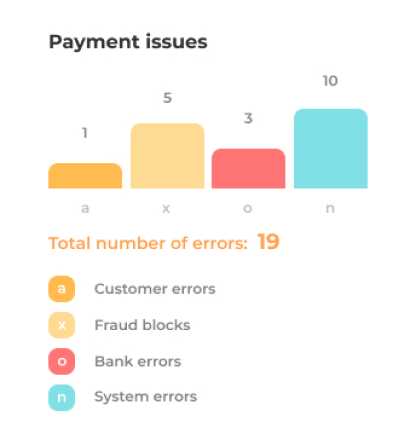 Payment issues
10
5
3
1
a x o n
Total number of errors: 19
a Customer errors
x Fraud blocks
o Bank errors
n System errors